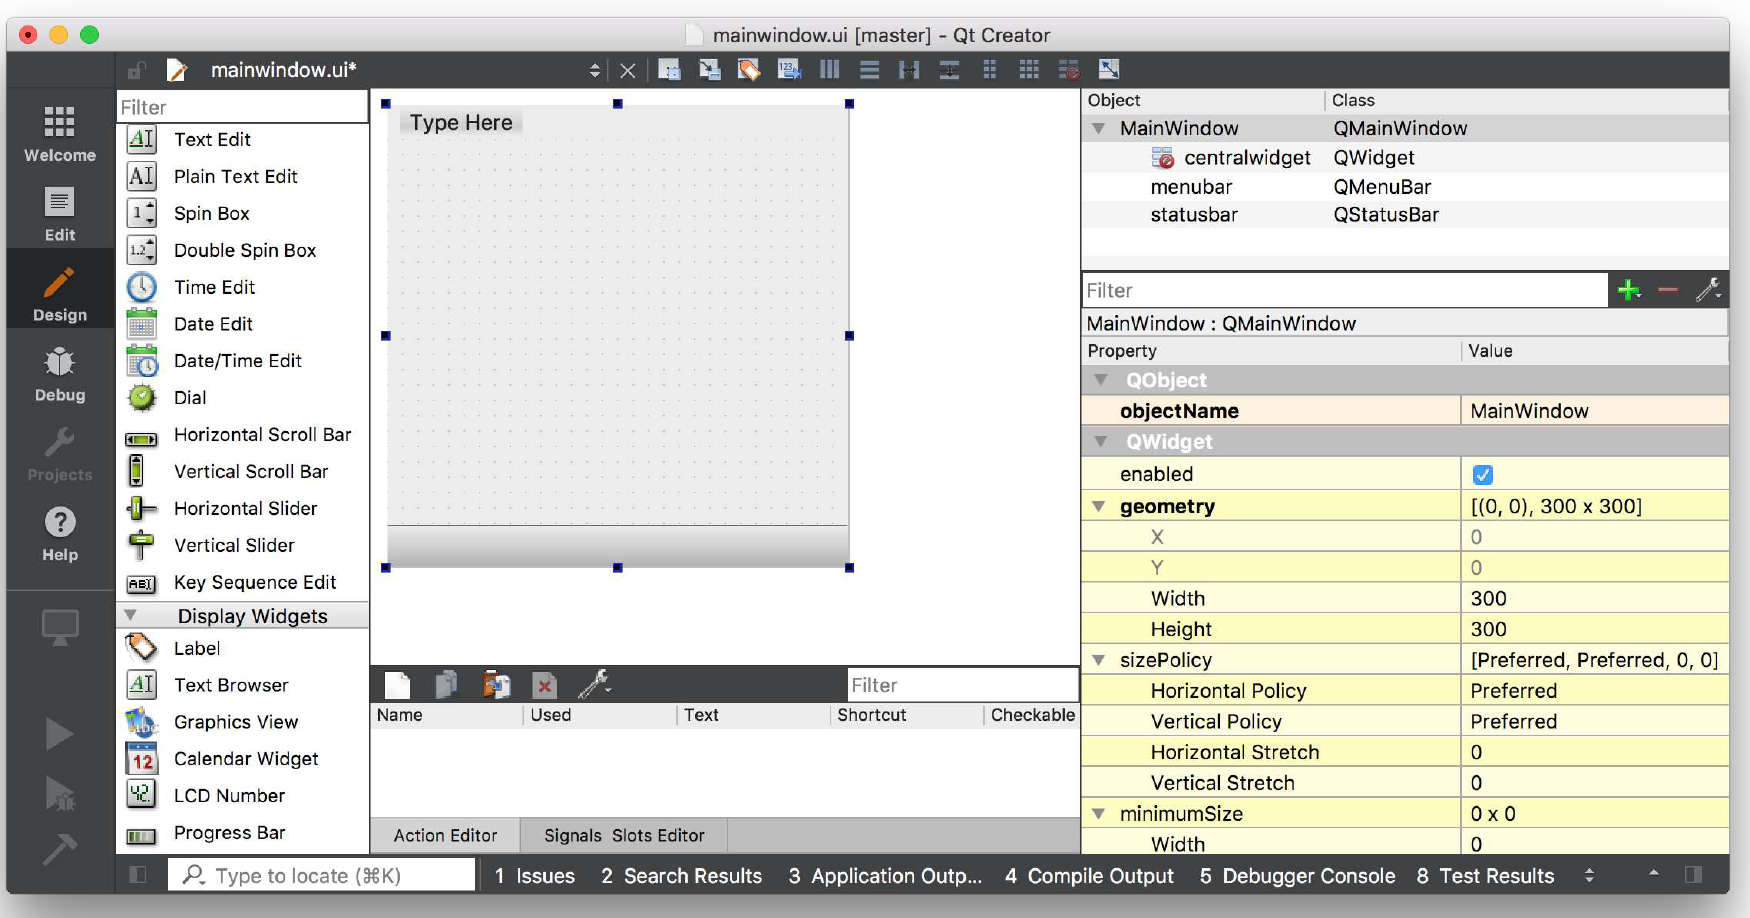 mainwindow.ui [master] - Qt Creator
mainwindow.ui*
Welcome
Edit
Design
Debug
Projects
Help
Filter
Text Edit
Plain Text Edit
Spin Box
Double Spin Box
Time Edit
Date Edit
Date/Time Edit
Dial
Horizontal Scroll Bar
Vertical Scroll Bar
Horizontal Slider
Vertical Slider
Key Sequence Edit
Display Widgets
Label
Text Browser
Graphics View
Calendar Widget
LCD Number
Progress Bar
Type Here
Filter
Name Used Text Shortcut Checkable
Action Editor Signals Slots Editor
Object Class
MainWindow QMainWindow
centralwidget QWidget
menubar QMenuBar
statusbar QStatusBar
Filter
MainWindow : QMainWindow
Property Value
QObject
objectName MainWindow
QWidget
enabled
geometry [(0, 0), 300 x 300]
X 0
Y 0
Width 300
Height 300
sizePolicy [Preferred, Preferred, 0, 0]
Horizontal Policy Preferred
Vertical Policy Preferred
Horizontal Stretch 0
Vertical Stretch 0
minimumSize 0 x 0
Width 0
Type to locate (⌘K) 1 Issues 2 Search Results 3 Application Outp... 4 Compile Output 5 Debugger Console 8 Test Results